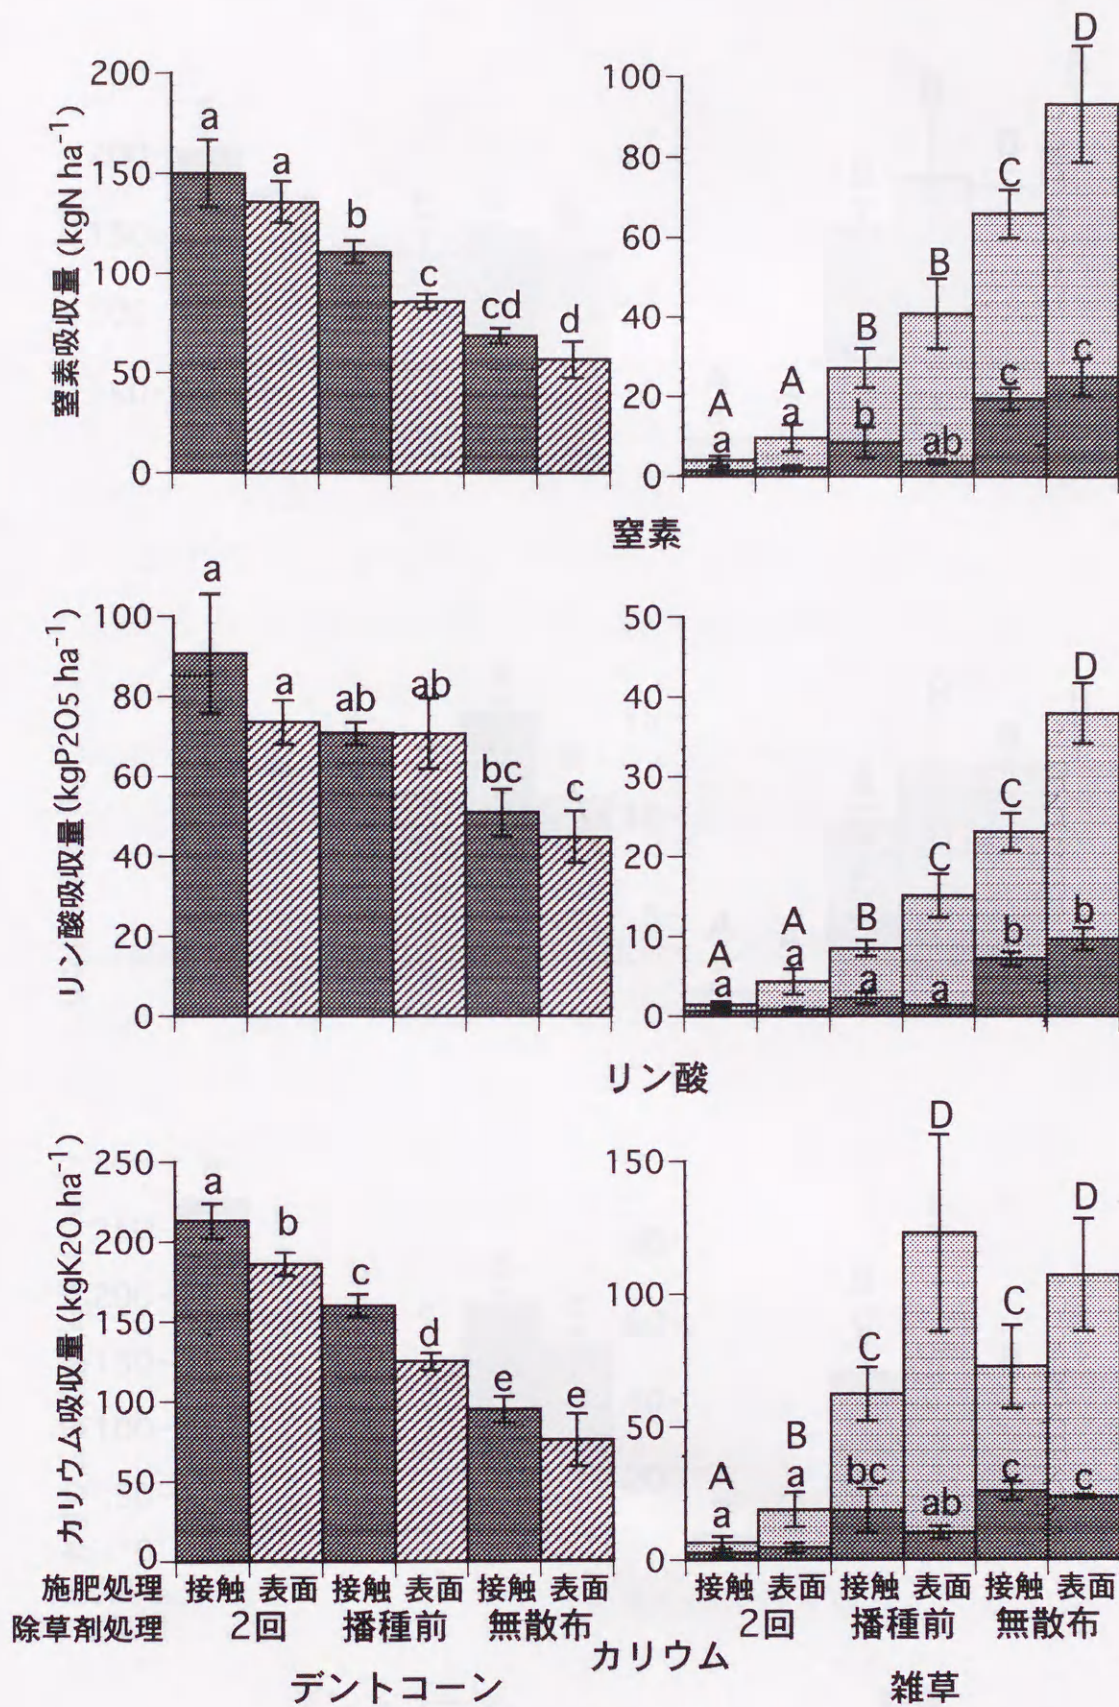 窒素吸収量 (kgN ha⁻¹)
200
150
100
50
0
a
a
b
c
cd
d
100
80
60
40
20
0
A
a
A
a
B
b
B
ab
C
c
D
c
窒素
リン酸吸収量 (kgP2O5 ha⁻¹)
100
80
60
40
20
0
a
a
ab
ab
bc
c
50
40
30
20
10
0
A
a
A
a
B
a
C
a
C
b
D
b
リン酸
カリウム吸収量 (kgK2O ha⁻¹)
250
200
150
100
50
0
a
b
c
d
e
e
150
100
50
0
A
a
B
a
C
bc
D
ab
C
c
D
c
施肥処理 接触 表面 接触 表面 接触 表面 接触 表面 接触 表面 接触 表面
除草剤処理 2回 播種前 無散布 2回 播種前 無散布
カリウム
デントコーン 雑草